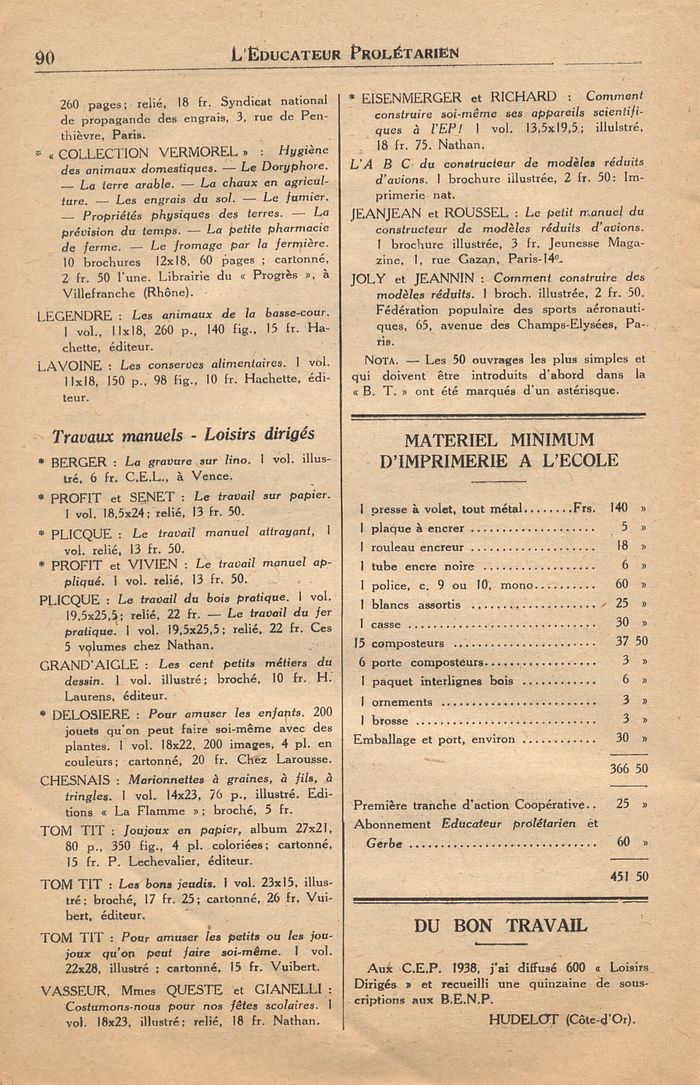 90
L'EDUCATEUR PROLÉTARIEN
260 pages; relié, 18 fr. Syndicat national
de propagande des engrais, 3, rue de Pen-
thièvre, Paris.
* « COLLECTION VERMOREL » : Hygiène
des animaux domestiques. — Le Doryphore.
— La terre arable. — La chaux en agricul-
ture. — Les engrais du sol. — Le fumier.
— Propriétés physiques des terres. — La
prévision du temps. — La petite pharmacie
de ferme. — Le fromage par la fermière.
10 brochures 12x18, 60 pages ; cartonné,
2 fr. 50 l'une. Librairie du « Progrès », à
Villefranche (Rhône).
LEGENDRE : Les animaux de la basse-cour.
1 vol., 11x18, 260 p., 140 fig., 15 fr. Ha-
chette, éditeur.
LAVOINE : Les conserves alimentaires. 1 vol.
11x18, 150 p., 98 fig., 10 fr. Hachette, édi-
teur.
Travaux manuels - Loisirs dirigés
* BERGER : La gravure sur lino. 1 vol. illus-
tré, 6 fr. C.E.L., à Vence.
* PROFIT et SENET : Le travail sur papier.
1 vol. 18,5x24; relié, 13 fr. 50.
* PLICQUE : Le travail manuel attrayant, 1
vol. relié, 13 fr. 50.
* PROFIT et VIVIEN : Le travail manuel ap-
pliqué. 1 vol. relié, 13 fr. 50.
PLICQUE : Le travail du bois pratique. 1 vol.
19,5x25,5; relié, 22 fr. — Le travail du fer
pratique. 1 vol. 19,5x25,5; relié, 22 fr. Ces
5 volumes chez Nathan.
GRAND'AIGLE : Les cent petits métiers du
dessin. 1 vol. illustré; broché, 10 fr. H.
Laurens, éditeur.
* DELOSIERE : Pour amuser les enfants. 200
jouets qu'on peut faire soi-même avec des
plantes. 1 vol. 18x22, 200 images, 4 pl. en
couleurs; cartonné, 20 fr. Chez Larousse.
CHESNAIS : Marionnettes à graines, à fils, à
tringles. 1 vol. 14x23, 76 p., illustré. Edi-
tions « La Flamme »; broché, 5 fr.
TOM TIT : Joujoux en papier, album 27x21,
80 p., 350 fig., 4 pl. coloriées; cartonné,
15 fr. P. Lechevalier, éditeur.
TOM TIT : Les bons jeudis. 1 vol. 23x15, illus-
tré; broché, 17 fr. 25; cartonné, 26 fr. Vui-
bert, éditeur.
TOM TIT : Pour amuser les petits ou les jou-
joux qu'on peut faire soi-même. 1 vol.
22x28, illustré ; cartonné, 15 fr. Vuibert.
VASSEUR, Mmes QUESTE et GIANELLI :
Costumons-nous pour nos fêtes scolaires. 1
vol. 18x23, illustré; relié, 18 fr. Nathan.
* EISENMERGER et RICHARD : Comment
construire soi-même ses appareils scientifi-
ques à l'EP! 1 vol. 13,5x19,5; illulstré,
18 fr. 75. Nathan.
L'A B C du constructeur de modèles réduits
d'avions. 1 brochure illustrée, 2 fr. 50: Im-
primerie nat.
JEANJEAN et ROUSSEL : Le petit manuel du
constructeur de modèles réduits d'avions.
1 brochure illustrée, 3 fr. Jeunesse Maga-
zine, 1, rue Gazan, Paris-14e.
JOLY et JEANNIN : Comment construire des
modèles réduits. 1 broch. illustrée, 2 fr. 50.
Fédération populaire des sports aéronauti-
ques, 65, avenue des Champs-Elysées, Pa-
ris.
NOTA. — Les 50 ouvrages les plus simples et
qui doivent être introduits d'abord dans la
« B. T. » ont été marqués d'un astérisque.
MATERIEL MINIMUM
D'IMPRIMERIE A L'ECOLE
1 presse à volet, tout métal........Frs. 140 »
1 plaque à encrer .................. 5 »
1 rouleau encreur .................. 18 »
1 tube encre noire ................. 6 »
1 police, c. 9 ou 10, mono.......... 60 »
1 blancs assortis .................. 25 »
1 casse ........................... 30 »
15 composteurs .................... 37 50
6 porte composteurs................ 3 »
1 paquet interlignes bois ............ 6 »
1 ornements ...................... 3 »
1 brosse .......................... 3 »
Emballage et port, environ ............ 30 »
366 50
Première tranche d'action Coopérative.. 25 »
Abonnement Educateur prolétarien et
Gerbe ........................... 60 »
451 50
DU BON TRAVAIL
Aux C.E.P. 1938, j'ai diffusé 600 « Loisirs
Dirigés » et recueilli une quinzaine de sous-
criptions aux B.E.N.P.
HUDELOT (Côte-d'Or).